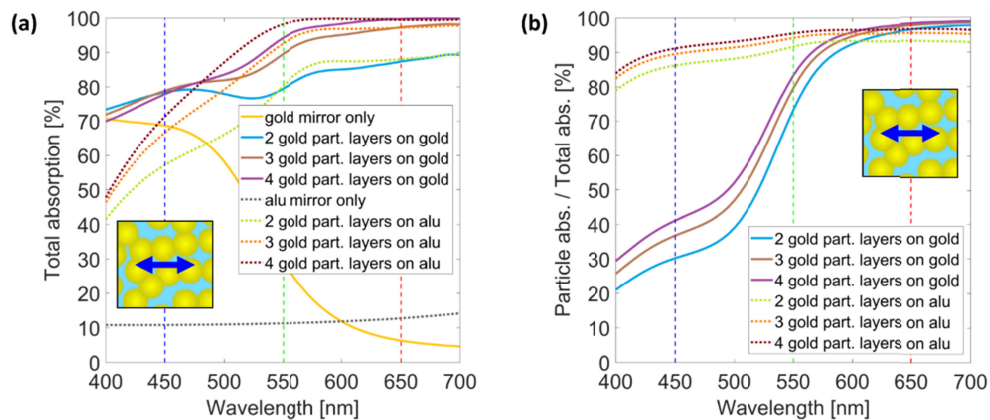 (a)
Total absorption [%]
100
90
80
70
60
50
40
30
20
10
0
gold mirror only
2 gold part. layers on gold
3 gold part. layers on gold
4 gold part. layers on gold
alu mirror only
2 gold part. layers on alu
3 gold part. layers on alu
4 gold part. layers on alu
400 450 500 550 600 650 700
Wavelength [nm]
(b)
Particle abs. / Total abs. [%]
100
90
80
70
60
50
40
30
20
10
0
2 gold part. layers on gold
3 gold part. layers on gold
4 gold part. layers on gold
2 gold part. layers on alu
3 gold part. layers on alu
4 gold part. layers on alu
400 450 500 550 600 650 700
Wavelength [nm]